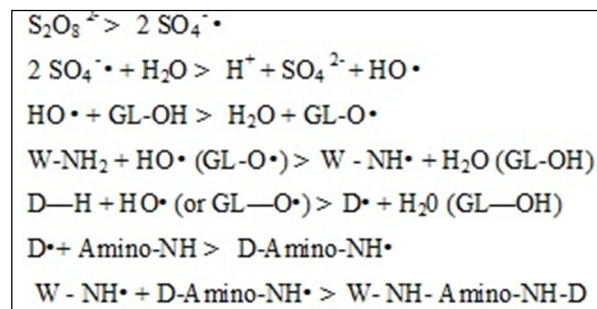 S₂O₈ ²⁻> 2 SO₄⁻•
2 SO₄⁻• + H₂O > H⁺ + SO₄ ²⁻ + HO•
HO• + GL-OH > H₂O + GL-O•
W-NH₂ + HO• (GL-O•) > W - NH• + H₂O (GL-OH)
D—H + HO• (or GL—O•) > D• + H₂0 (GL—OH)
D•+ Amino-NH > D-Amino-NH•
W - NH• + D-Amino-NH• > W- NH- Amino-NH-D